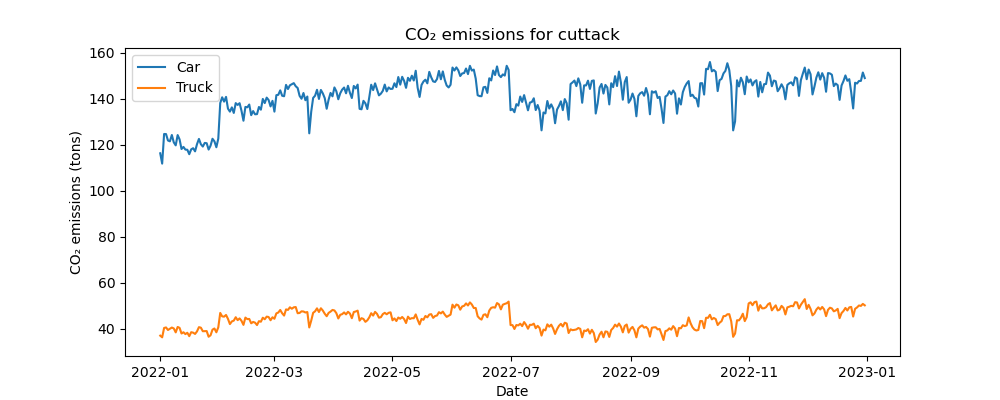 CO₂ emissions for cuttack
Car
Truck
CO₂ emissions (tons)
160
140
120
100
80
60
40
2022-01
2022-03
2022-05
2022-07
2022-09
2022-11
2023-01
Date